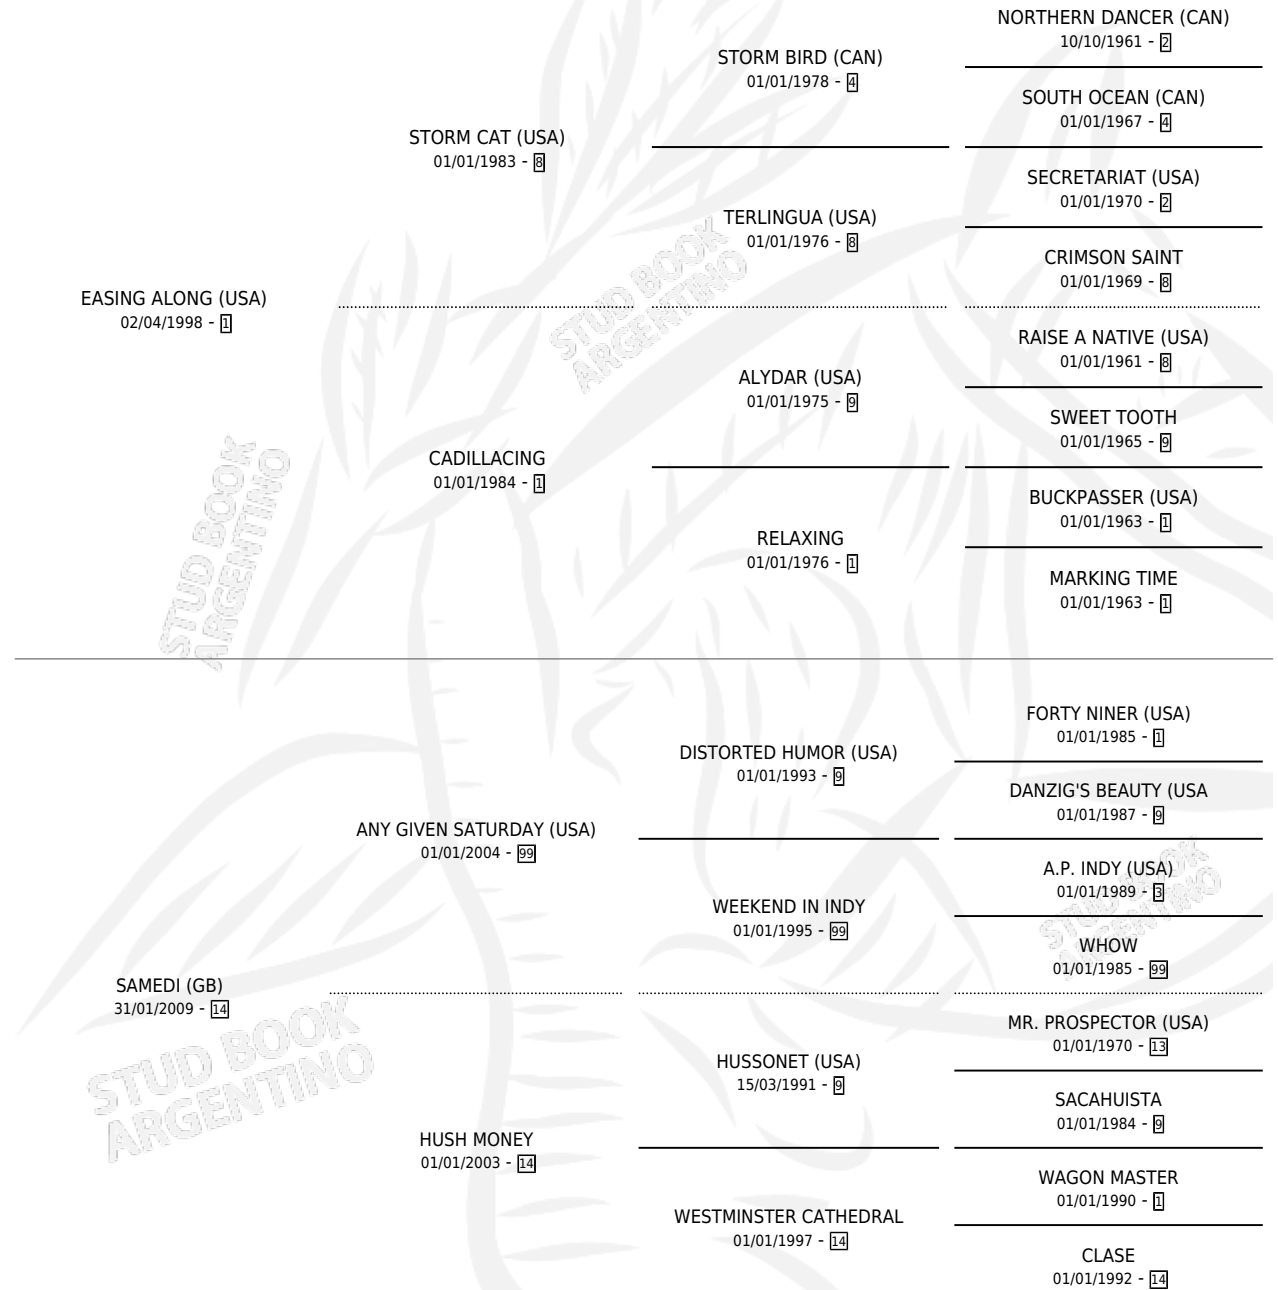 NORTHERN DANCER (CAN)
10/10/1961 - 2
STORM BIRD (CAN)
01/01/1978 - 4
SOUTH OCEAN (CAN)
01/01/1967 - 4
STORM CAT (USA)
01/01/1983 - 8
SECRETARIAT (USA)
01/01/1970 - 2
TERLINGUA (USA)
01/01/1976 - 8
CRIMSON SAINT
01/01/1969 - 8
EASING ALONG (USA)
02/04/1998 - 1
STUD BOOK
ARGENTINO
RAISE A NATIVE (USA)
01/01/1961 - 8
ALYDAR (USA)
01/01/1975 - 9
SWEET TOOTH
01/01/1965 - 9
CADILLACING
01/01/1984 - 1
BUCKPASSER (USA)
01/01/1963 - 1
RELAXING
01/01/1976 - 1
MARKING TIME
01/01/1963 - 1
STUD BOOK
ARGENTINO
FORTY NINER (USA)
01/01/1985 - 1
DISTORTED HUMOR (USA)
01/01/1993 - 9
DANZIG'S BEAUTY (USA
01/01/1987 - 9
ANY GIVEN SATURDAY (USA)
01/01/2004 - 99
A.P. INDY (USA)
01/01/1989 - 3
WEEKEND IN INDY
01/01/1995 - 99
STUD BOOK
ARGENTINO
WHOW
01/01/1985 - 99
SAMEDI (GB)
31/01/2009 - 14
STUD BOOK
ARGENTINO
MR. PROSPECTOR (USA)
01/01/1970 - 13
HUSSONET (USA)
15/03/1991 - 9
SACAHUISTA
01/01/1984 - 9
HUSH MONEY
01/01/2003 - 14
WAGON MASTER
01/01/1990 - 1
WESTMINSTER CATHEDRAL
01/01/1997 - 14
CLASE
01/01/1992 - 14